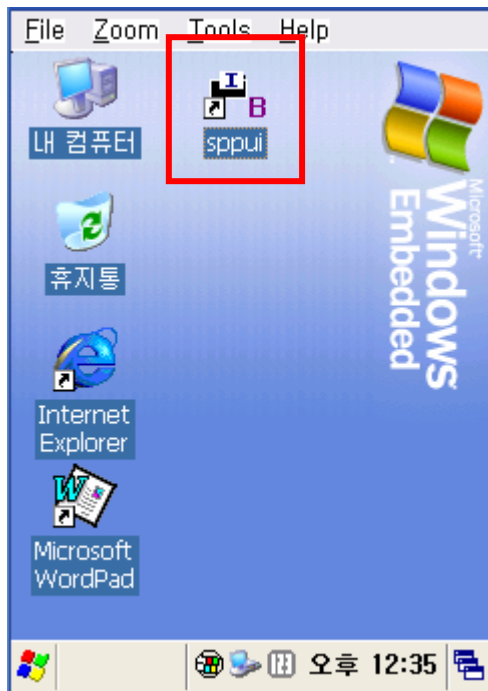 File Zoom Tools Help
내 컴퓨터
I B
sppui
휴지통
Internet
Explorer
W
Microsoft
WordPad
Microsoft
Windows
Embedded
오후 12:35